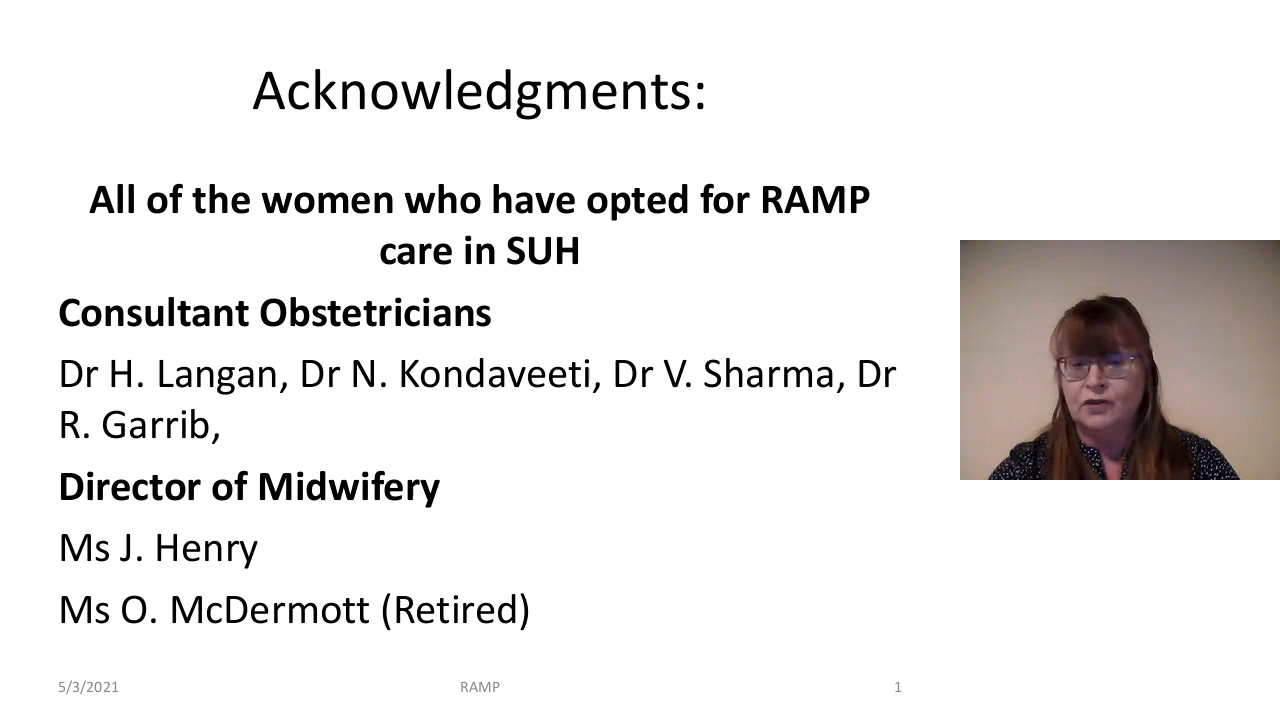 Acknowledgments:
All of the women who have opted for RAMP
care in SUH
Consultant Obstetricians
Dr H. Langan, Dr N. Kondaveeti, Dr V. Sharma, Dr
R. Garrib,
Director of Midwifery
Ms J. Henry
Ms O. McDermott (Retired)
5/3/2021
RAMP
1